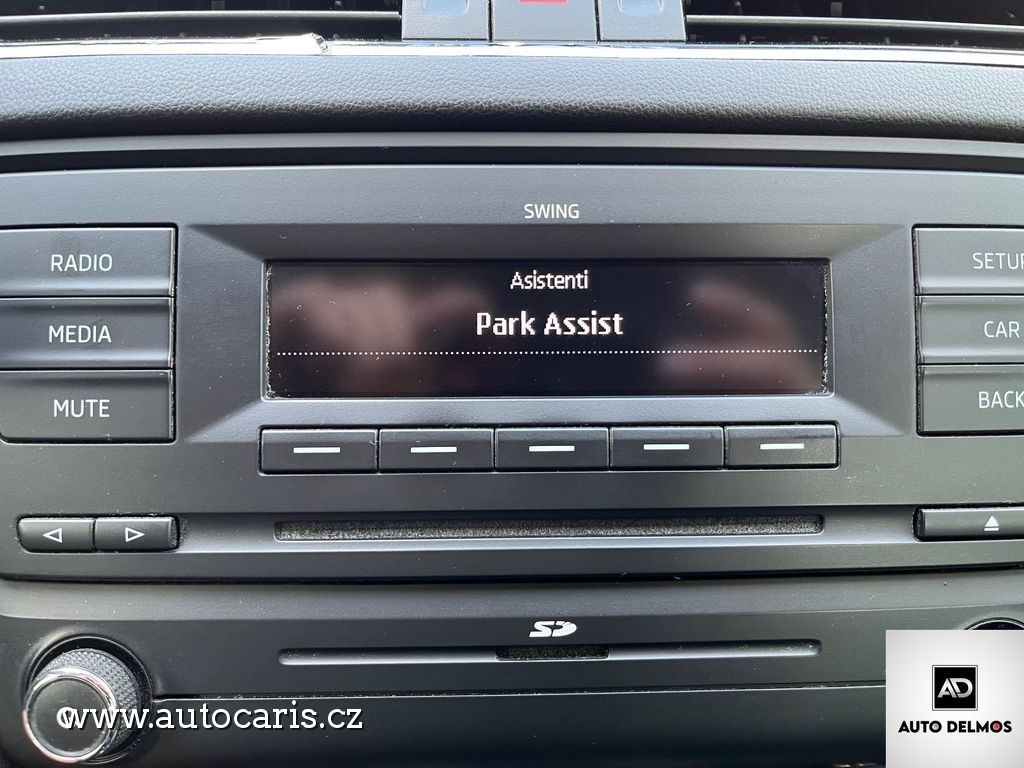 SWING
RADIO
Asistenti
SETUP
Park Assist
MEDIA
CAR
MUTE
BACK
SD
www.autocaris.cz
AD
AUTO DELMOS